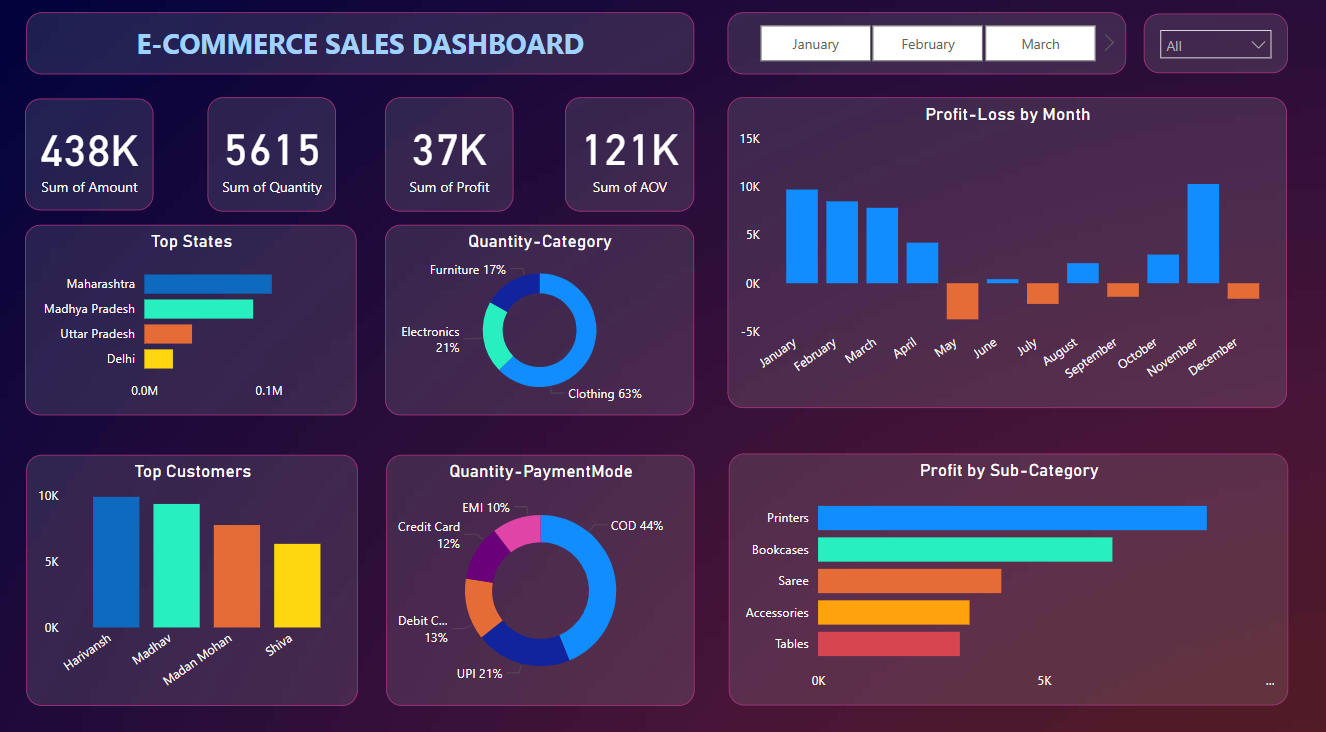 E-COMMERCE SALES DASHBOARD
January
February
March
All
438K
Sum of Amount
5615
Sum of Quantity
37K
Sum of Profit
121K
Sum of AOV
Profit-Loss by Month
15K
10K
5K
0K
-5K
January
February
March
April
May
June
July
August
September
October
November
December
Top States
Maharashtra
Madhya Pradesh
Uttar Pradesh
Delhi
0.0M
0.1M
Quantity-Category
Furniture 17%
Electronics
21%
Clothing 63%
Top Customers
10K
5K
0K
Harivansh
Madhav
Madan Mohan
Shiva
Quantity-PaymentMode
EMI 10%
Credit Card
12%
COD 44%
Debit C...
13%
UPI 21%
Profit by Sub-Category
Printers
Bookcases
Saree
Accessories
Tables
0K
5K
...